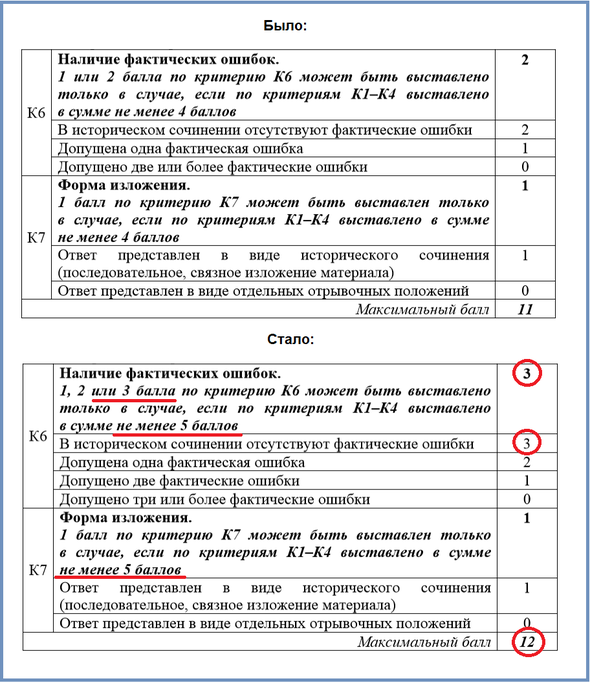 Было:
Наличие фактических ошибок. 2
1 или 2 балла по критерию К6 может быть выставлено
только в случае, если по критериям К1–К4 выставлено
в сумме не менее 4 баллов
К6
В историческом сочинении отсутствуют фактические ошибки 2
Допущена одна фактическая ошибка 1
Допущено две или более фактические ошибки 0
Форма изложения. 1
1 балл по критерию К7 может быть выставлен только
в случае, если по критериям К1–К4 выставлено в сумме
не менее 4 баллов
К7
Ответ представлен в виде исторического сочинения 1
(последовательное, связное изложение материала)
Ответ представлен в виде отдельных отрывочных положений 0
Максимальный балл 11
Стало:
Наличие фактических ошибок. 3
1, 2 или 3 балла по критерию К6 может быть выставлено
только в случае, если по критериям К1–К4 выставлено
в сумме не менее 5 баллов
К6
В историческом сочинении отсутствуют фактические ошибки 3
Допущена одна фактическая ошибка 2
Допущено две фактические ошибки 1
Допущено три или более фактические ошибки 0
Форма изложения. 1
1 балл по критерию К7 может быть выставлен только
в случае, если по критериям К1–К4 выставлено в сумме
не менее 5 баллов
К7
Ответ представлен в виде исторического сочинения 1
(последовательное, связное изложение материала)
Ответ представлен в виде отдельных отрывочных положений 0
Максимальный балл 12